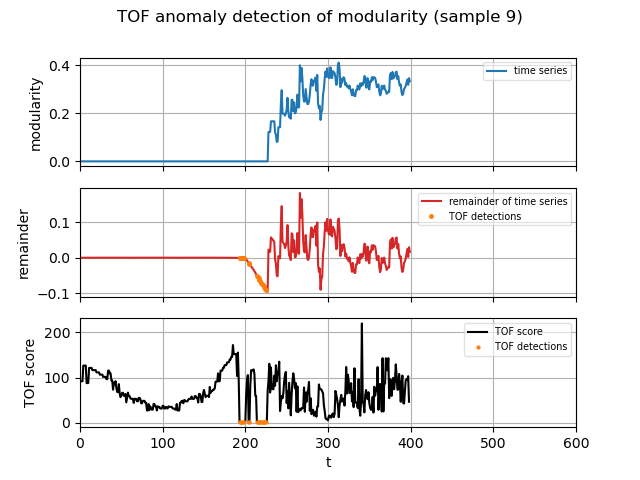 TOF anomaly detection of modularity (sample 9)
modularity
0.4
0.2
0.0
time series
remainder
0.1
0.0
−0.1
remainder of time series
TOF detections
TOF score
200
100
0
TOF score
TOF detections
0 100 200 300 400 500 600
t